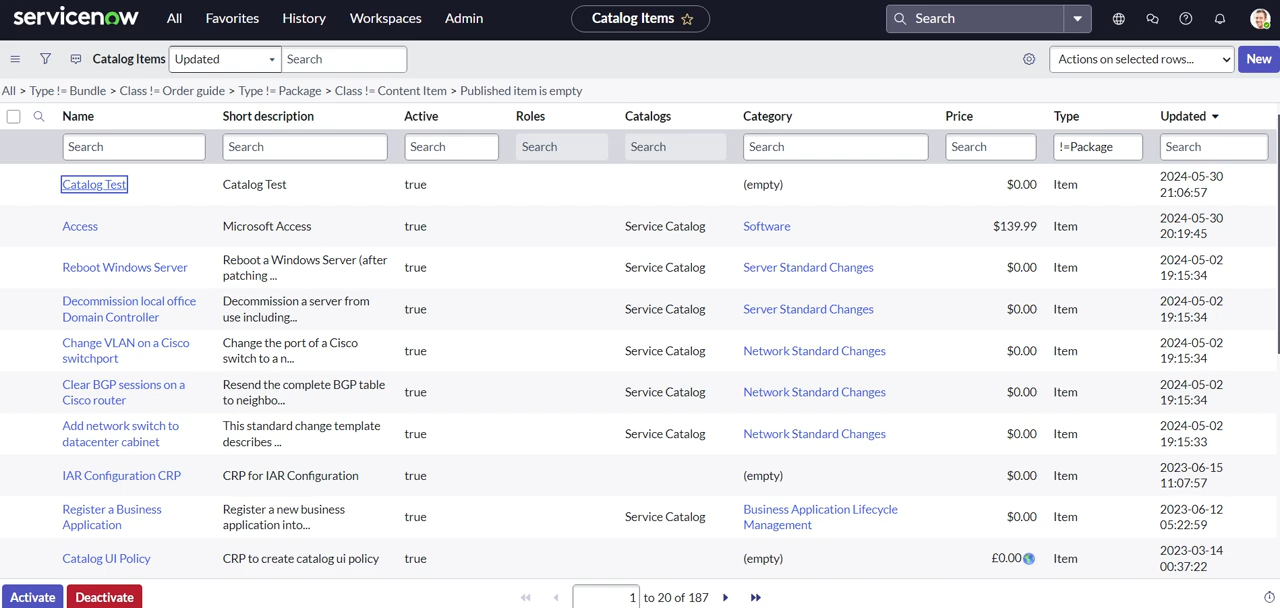 servicenow All Favorites History Workspaces Admin Catalog Items Search
Catalog Items Updated Search Actions on selected rows... New
All > Type != Bundle > Class != Order guide > Type != Package > Class != Content Item > Published item is empty
Name Short description Active Roles Catalogs Category Price Type Updated
Search Search Search Search Search Search Search !=Package Search
Catalog Test Catalog Test true (empty) $0.00 Item 2024-05-30
21:06:57
Access Microsoft Access true Service Catalog Software $139.99 Item 2024-05-30
20:19:45
Reboot Windows Server Reboot a Windows Server (after
patching ... true Service Catalog Server Standard Changes $0.00 Item 2024-05-02
19:15:34
Decommission local office
Domain Controller Decommission a server from
use including... true Service Catalog Server Standard Changes $0.00 Item 2024-05-02
19:15:34
Change VLAN on a Cisco
switchport Change the port of a Cisco
switch to a n... true Service Catalog Network Standard Changes $0.00 Item 2024-05-02
19:15:34
Clear BGP sessions on a
Cisco router Resend the complete BGP table
to neighbo... true Service Catalog Network Standard Changes $0.00 Item 2024-05-02
19:15:34
Add network switch to
datacenter cabinet This standard change template
describes ... true Service Catalog Network Standard Changes $0.00 Item 2024-05-02
19:15:33
IAR Configuration CRP CRP for IAR Configuration true (empty) $0.00 Item 2023-06-15
11:07:57
Register a Business
Application Register a new business
application into... true Service Catalog Business Application Lifecycle
Management $0.00 Item 2023-06-12
05:22:59
Catalog UI Policy CRP to create catalog ui policy true (empty) £0.00 Item 2023-03-14
00:37:22
Activate Deactivate 1 to 20 of 187